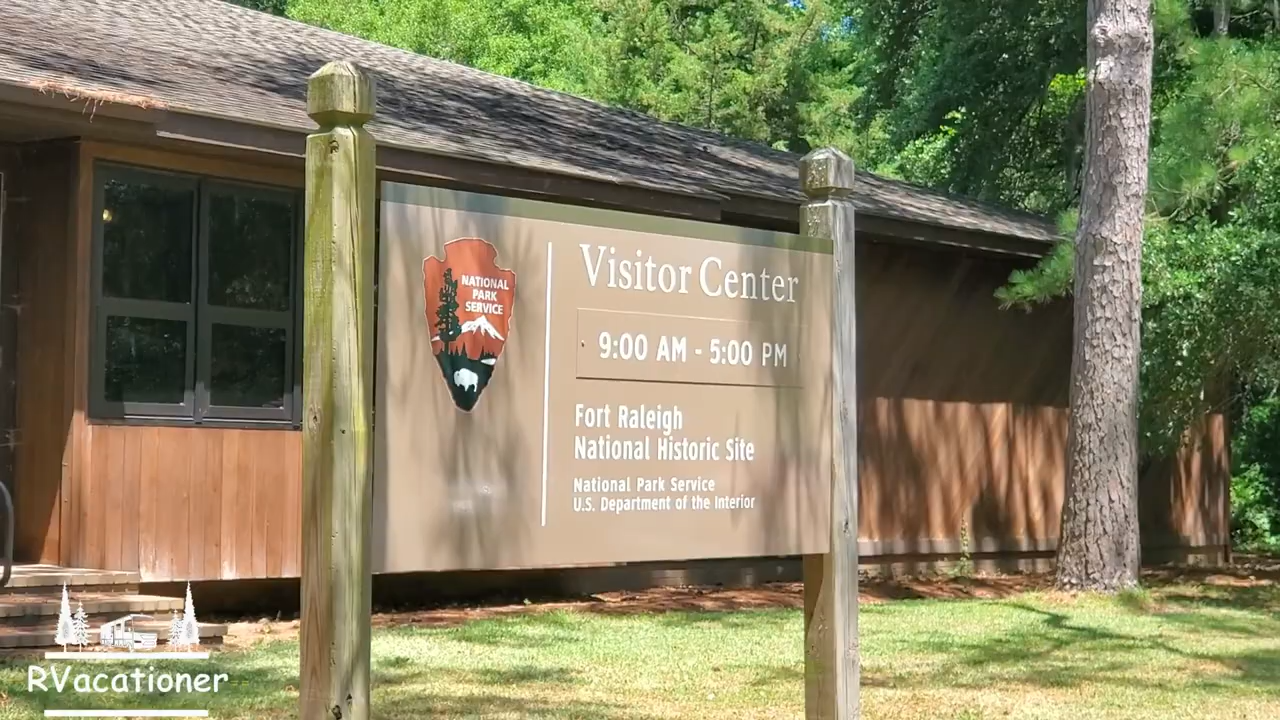 NATIONAL
PARK
SERVICE
Visitor Center
9:00 AM - 5:00 PM
Fort Raleigh
National Historic Site
National Park Service
U.S. Department of the Interior
RVacationer